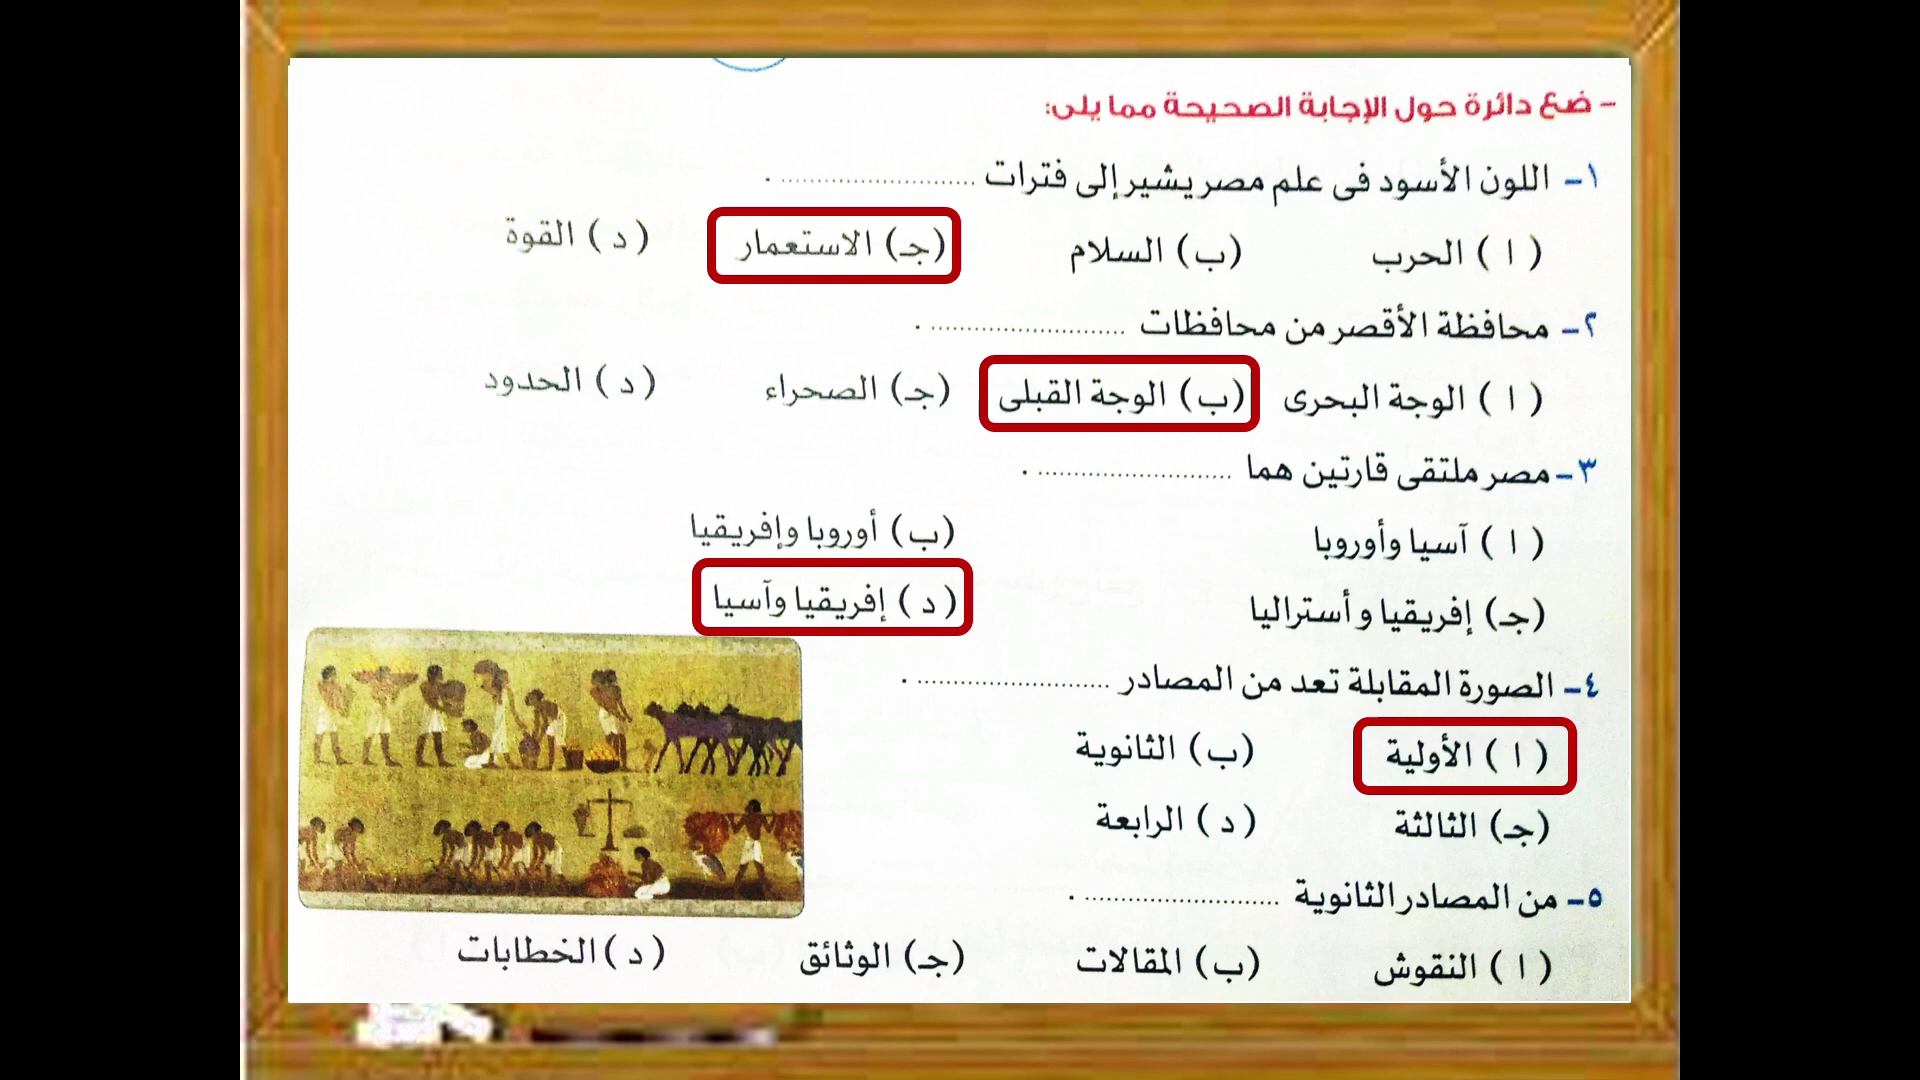 - ضع دائرة حول الإجابة الصحيحة مما يلى:
١- اللون الأسود فى علم مصر يشير إلى فترات .......................... .
( ا ) الحرب (ب) السلام (جـ) الاستعمار ( د ) القوة
٢- محافظة الأقصر من محافظات .......................... .
( ا ) الوجة البحرى (ب) الوجة القبلى (جـ) الصحراء ( د ) الحدود
٣- مصر ملتقى قارتين هما .......................... .
( ا ) آسيا وأوروبا (ب) أوروبا وإفريقيا
(جـ) إفريقيا وأستراليا ( د ) إفريقيا وآسيا
٤- الصورة المقابلة تعد من المصادر .......................... .
( ا ) الأولية (ب) الثانوية
(جـ) الثالثة ( د ) الرابعة
٥- من المصادر الثانوية .......................... .
( ا ) النقوش (ب) المقالات (جـ) الوثائق ( د ) الخطابات